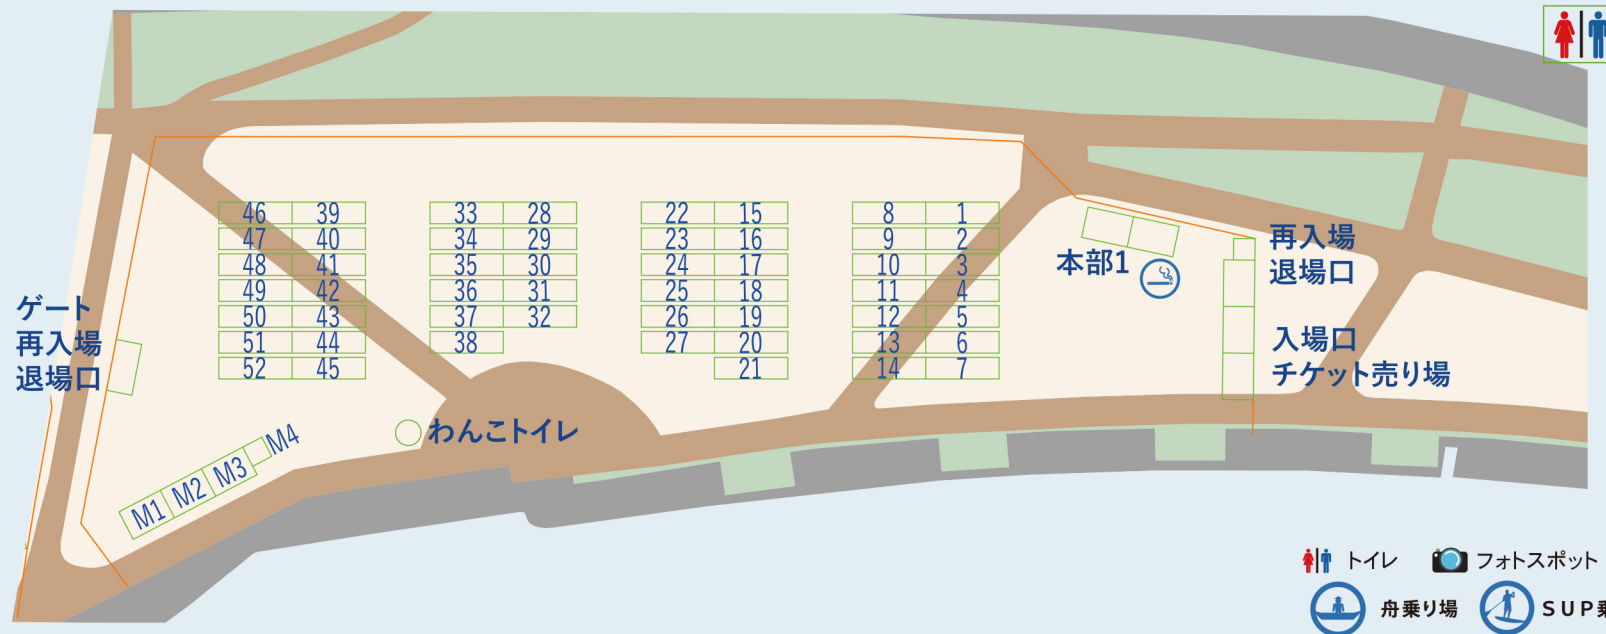 46 39 33 28 22 15 8 1
47 40 34 29 23 16 9 2
48 41 35 30 24 17 10 3
49 42 36 31 25 18 11 4
50 43 37 32 26 19 12 5
51 44 38 27 20 13 6
52 45 21 14 7
本部1
再入場
退場口
入場口
チケット売り場
ゲート
再入場
退場口
わんこトイレ
M1 M2 M3 M4
トイレ フォトスポット
舟乗り場 SUP